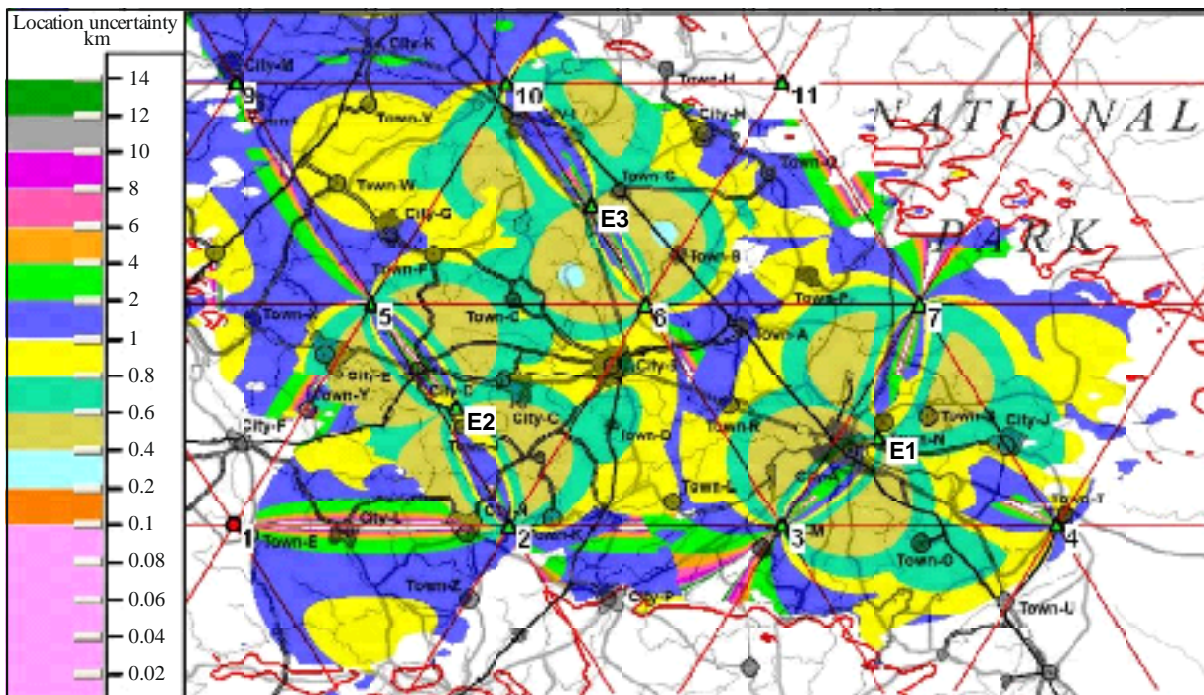 Location uncertainty
km
14
12
10
8
6
4
2
1
0.8
0.6
0.4
0.2
0.1
0.08
0.06
0.04
0.02
City-K
City-M
9
10
11
Town-H
City-H
Town-V
NATIONAL
Town-W
Town-G
City-G
E3
PARK
Town-F
Town-B
Town-P
5
6
7
Town-X
Town-C
Town-A
City-E
City-D
Town-Y
City-C
E2
Town-R
City-J
City-F
Town-D
E1
City-A
Town-L
City-L
1
Town-E
2
Town-K
3
4
Town-T
Town-O
Town-Z
City-P
Town-U